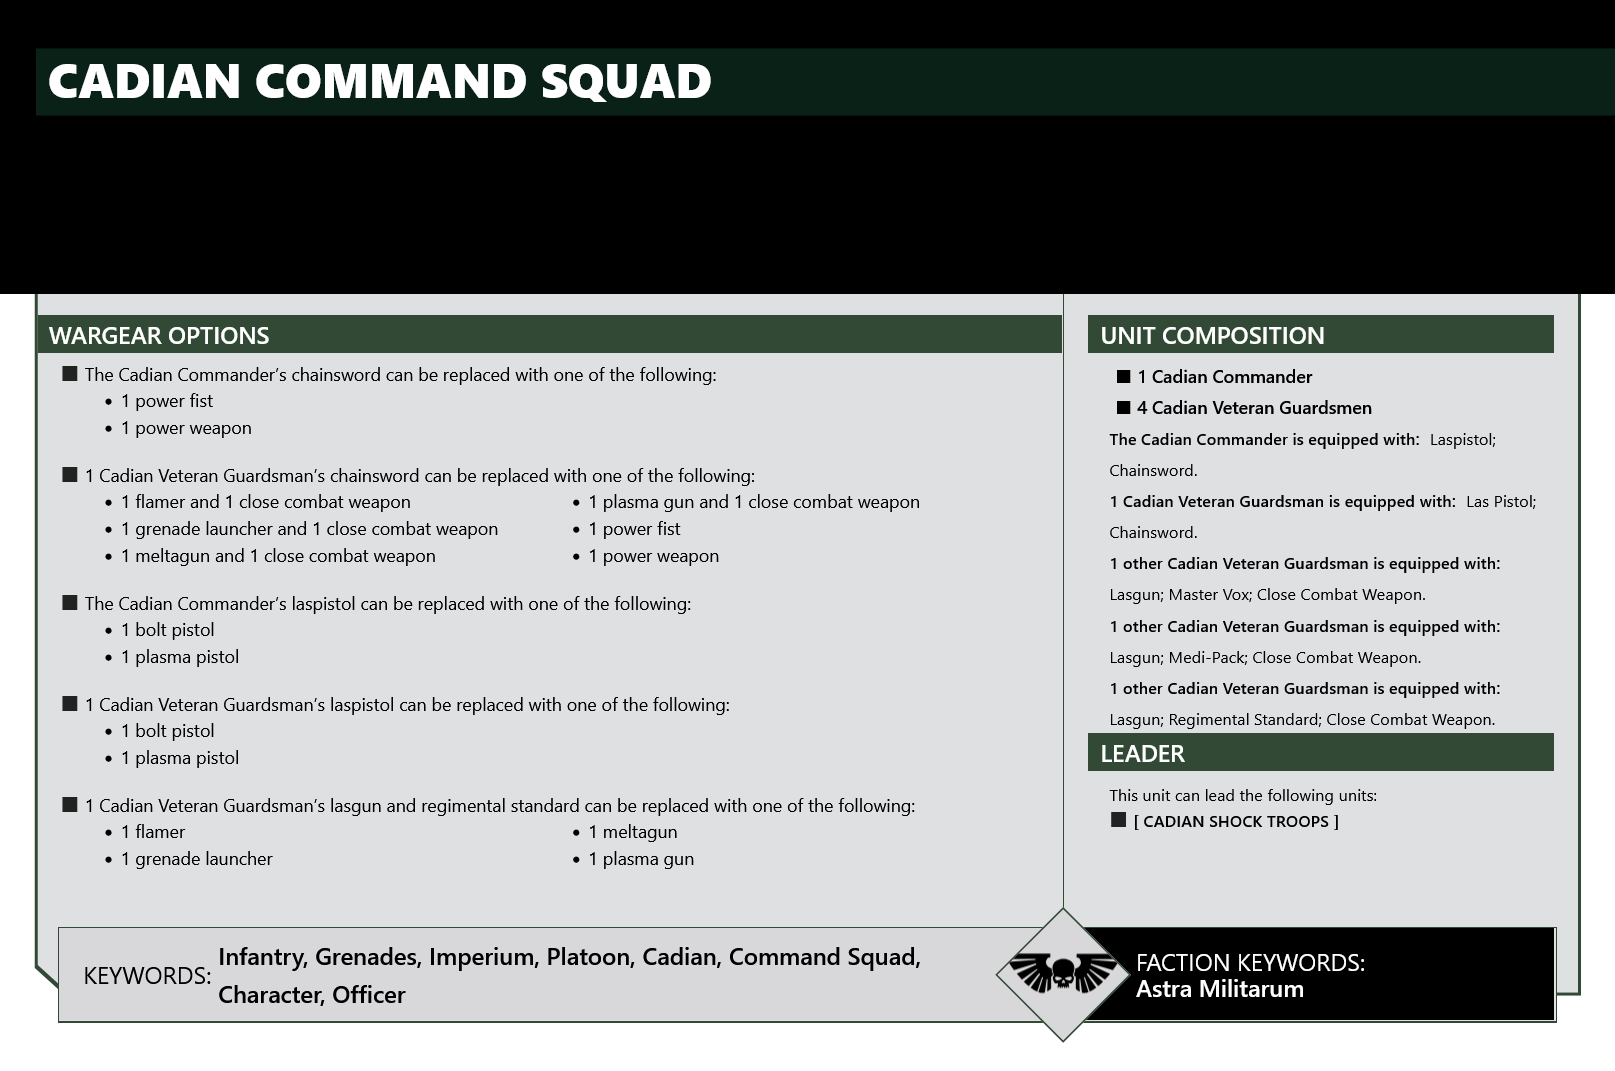 CADIAN COMMAND SQUAD
WARGEAR OPTIONS
■ The Cadian Commander's chainsword can be replaced with one of the following:
• 1 power fist
• 1 power weapon
■ 1 Cadian Veteran Guardsman's chainsword can be replaced with one of the following:
• 1 flamer and 1 close combat weapon
• 1 grenade launcher and 1 close combat weapon
• 1 meltagun and 1 close combat weapon
• 1 plasma gun and 1 close combat weapon
• 1 power fist
• 1 power weapon
■ The Cadian Commander's laspistol can be replaced with one of the following:
• 1 bolt pistol
• 1 plasma pistol
■ 1 Cadian Veteran Guardsman's laspistol can be replaced with one of the following:
• 1 bolt pistol
• 1 plasma pistol
■ 1 Cadian Veteran Guardsman's lasgun and regimental standard can be replaced with one of the following:
• 1 flamer
• 1 grenade launcher
• 1 meltagun
• 1 plasma gun
UNIT COMPOSITION
■ 1 Cadian Commander
■ 4 Cadian Veteran Guardsmen
The Cadian Commander is equipped with: Laspistol;
Chainsword.
1 Cadian Veteran Guardsman is equipped with: Las Pistol;
Chainsword.
1 other Cadian Veteran Guardsman is equipped with:
Lasgun; Master Vox; Close Combat Weapon.
1 other Cadian Veteran Guardsman is equipped with:
Lasgun; Medi-Pack; Close Combat Weapon.
1 other Cadian Veteran Guardsman is equipped with:
Lasgun; Regimental Standard; Close Combat Weapon.
LEADER
This unit can lead the following units:
■ [ CADIAN SHOCK TROOPS ]
KEYWORDS: Infantry, Grenades, Imperium, Platoon, Cadian, Command Squad,
Character, Officer
FACTION KEYWORDS:
Astra Militarum